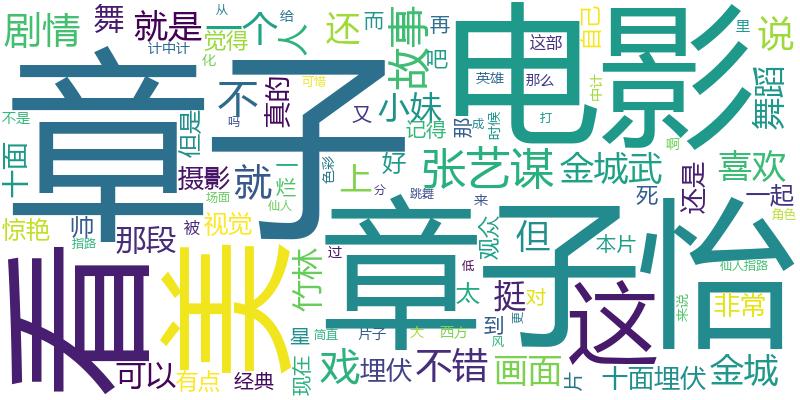 剧情
舞
就是
从
一个
觉得
化
计中计
人
给
还
故事
而
再
吧
电影
这部
英雄
那么
自己
里
说
章子
不
真的
可惜
吗
不是
十面
但是
又
小妹
记得
那
成
时候
打
中计
舞蹈
摄影
就
一些
色彩
上
好
张艺谋
金城武
死
还是
喜欢
一起
惊艳
帅
指路
那段
被
场面
视觉
仙人
分
跳舞
来
竹林
过
章子怡
观众
低
但
本片
角色
仙人指路
来说
看
美
太
挺
对
到
更
风
这
非常
可以
有点
经典
现在
星
简直
片子
大
西方
戏
埋伏
不错
画面
片
十面埋伏
金城